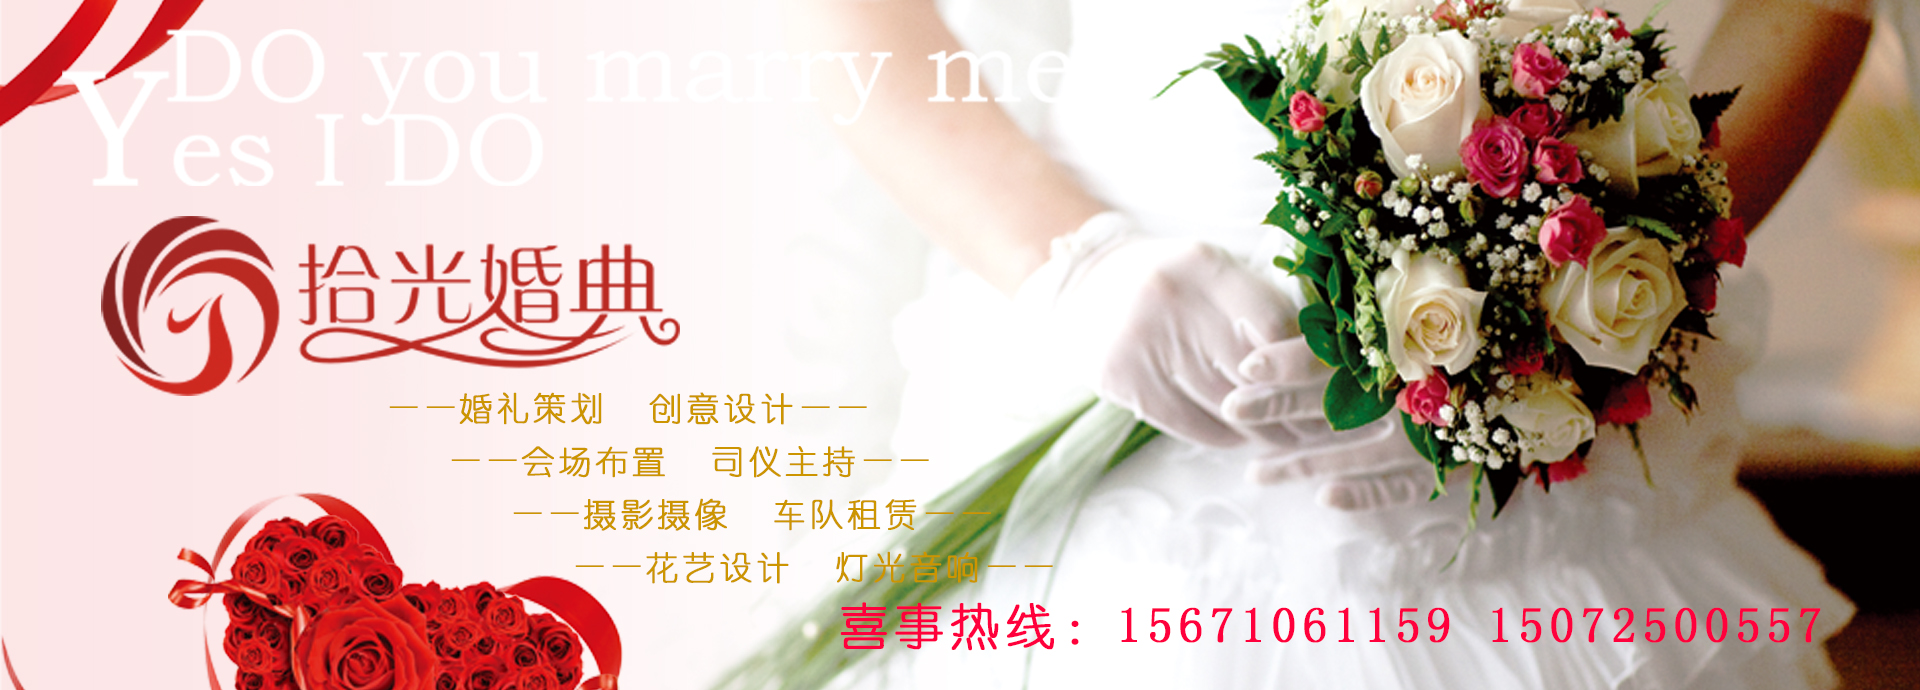 DO you marry me
Yes I DO
拾光婚典
——婚礼策划 创意设计——
——会场布置 司仪主持——
——摄影摄像 车队租赁——
——花艺设计 灯光音响——
喜事热线：15671061159 15072500557